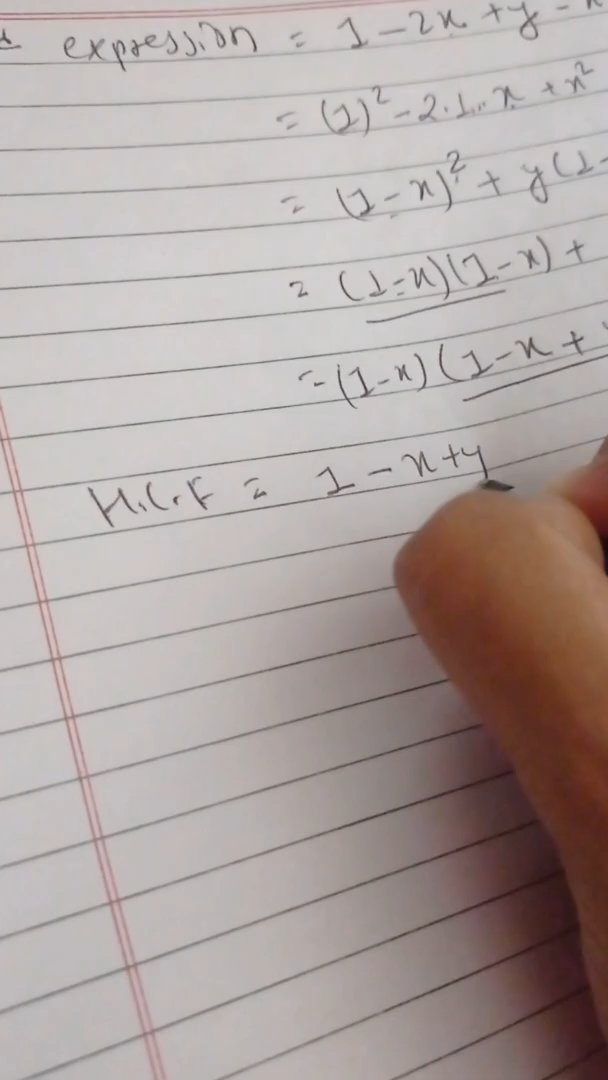 expression = 1 - 2x + y -
= (1)² - 2.1.x + x²
= (1-x)² + y(1-
= (1-x)(1-x) +
= (1-x)(1-x+
H.C.F = 1-x+y